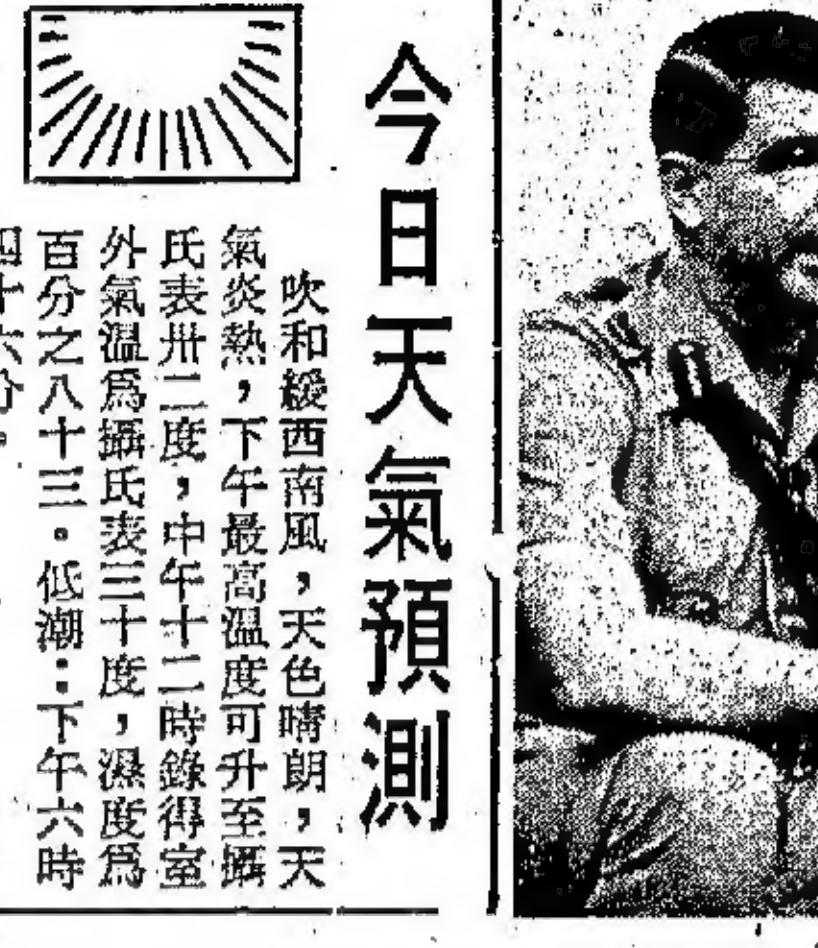 今日天氣預測
吹和緩西南風，天色晴朗，天
氣炎熱，下午最高溫度可升至攝
氏表卅二度，中午十二時錄得室
外氣溫爲攝氏表三十度，濕度爲
百分之八十三。低潮：下午六時
四十六分。